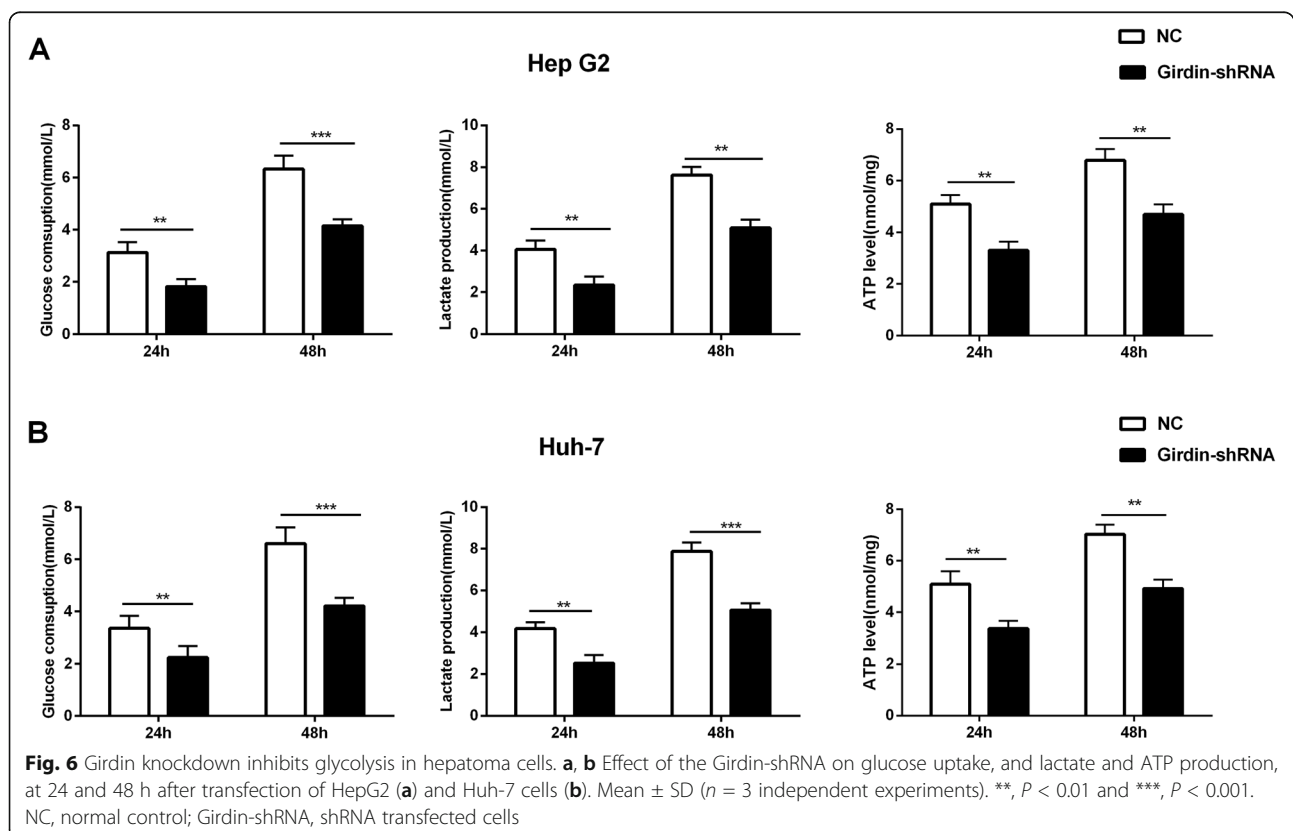 A
Hep G2
NC
Girdin-shRNA
Glucose comsuption(mmol/L)
8
6
4
2
0
**
***
24h
48h
Lactate production(mmol/L)
10
8
6
4
2
0
**
**
24h
48h
ATP level(nmol/mg)
8
6
4
2
0
**
**
24h
48h
B
Huh-7
NC
Girdin-shRNA
Glucose comsuption(mmol/L)
8
6
4
2
0
**
***
24h
48h
Lactate production(mmol/L)
10
8
6
4
2
0
**
***
24h
48h
ATP level(nmol/mg)
8
6
4
2
0
**
**
24h
48h
Fig. 6 Girdin knockdown inhibits glycolysis in hepatoma cells. a, b Effect of the Girdin-shRNA on glucose uptake, and lactate and ATP production,
at 24 and 48 h after transfection of HepG2 (a) and Huh-7 cells (b). Mean ± SD (n = 3 independent experiments). **, P < 0.01 and ***, P < 0.001.
NC, normal control; Girdin-shRNA, shRNA transfected cells